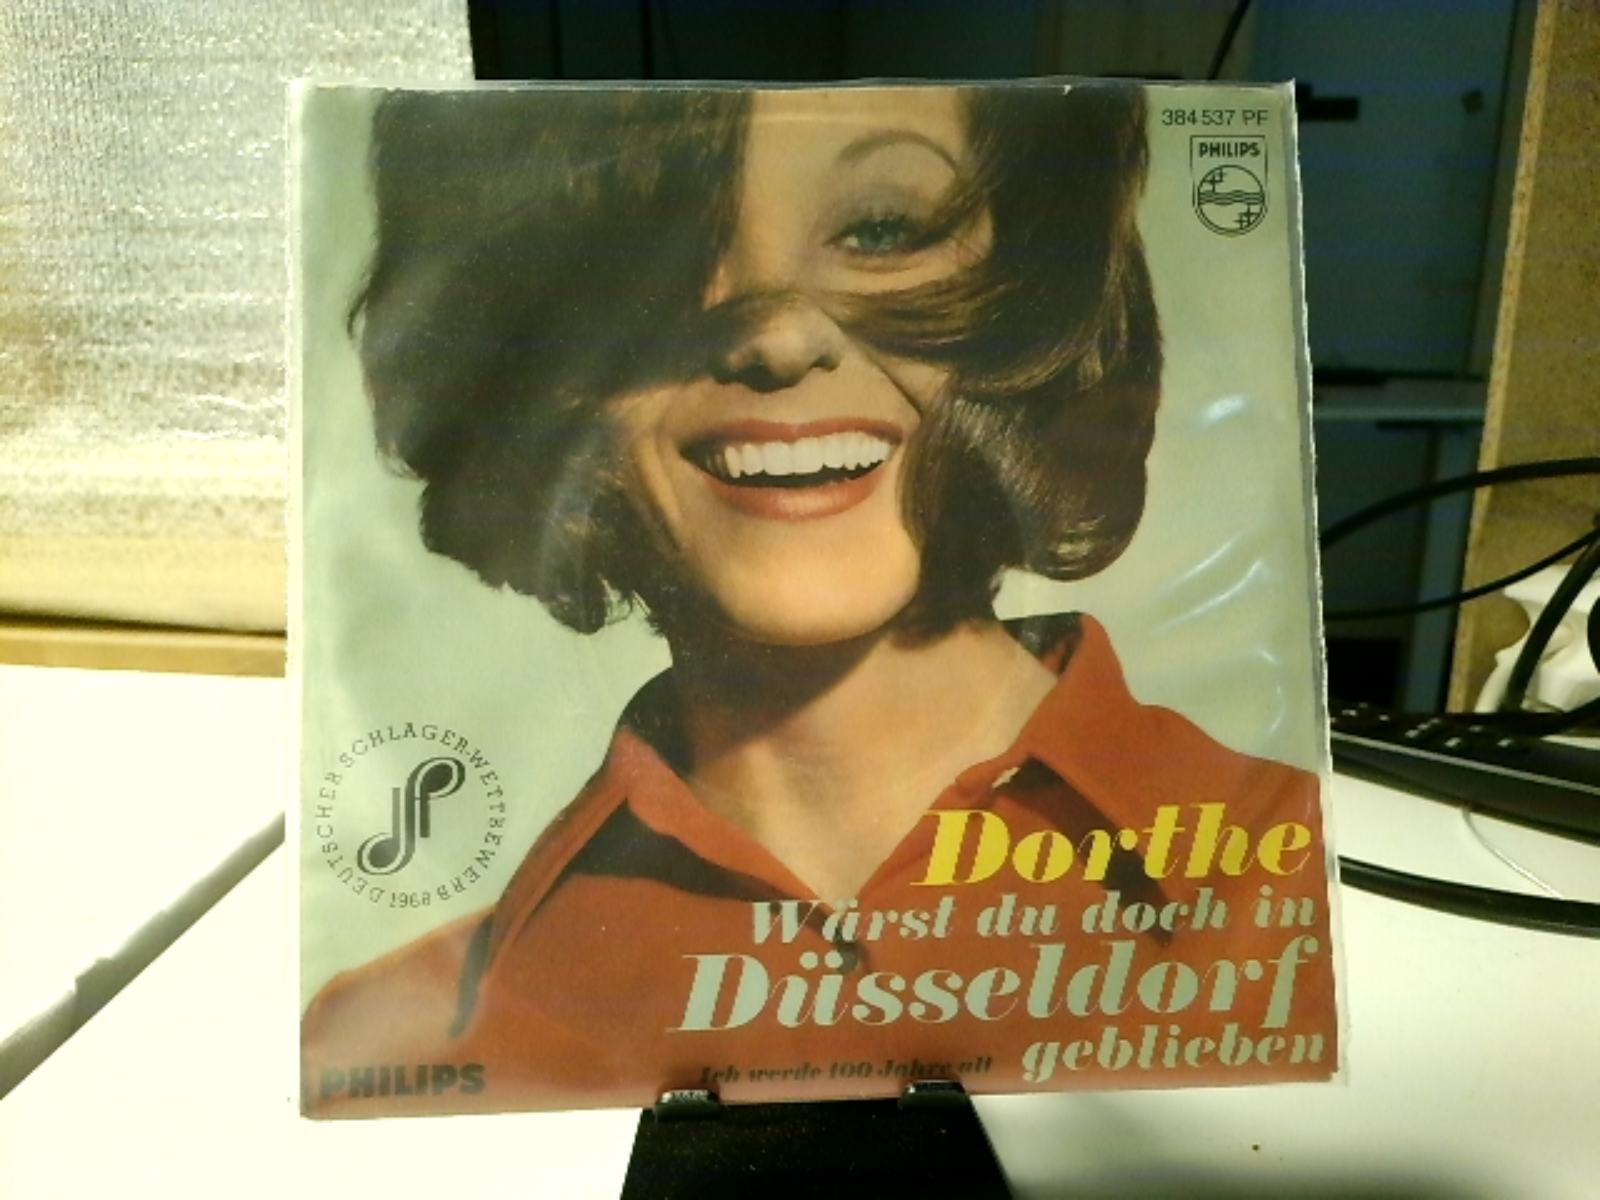 384 537 PF
PHILIPS
DEUTSCHER SCHLAGER-WETTBEWERB 1968
Dorthe
Wärst du doch in
Düsseldorf
geblieben
Ich werde 100 Jahre alt
PHILIPS